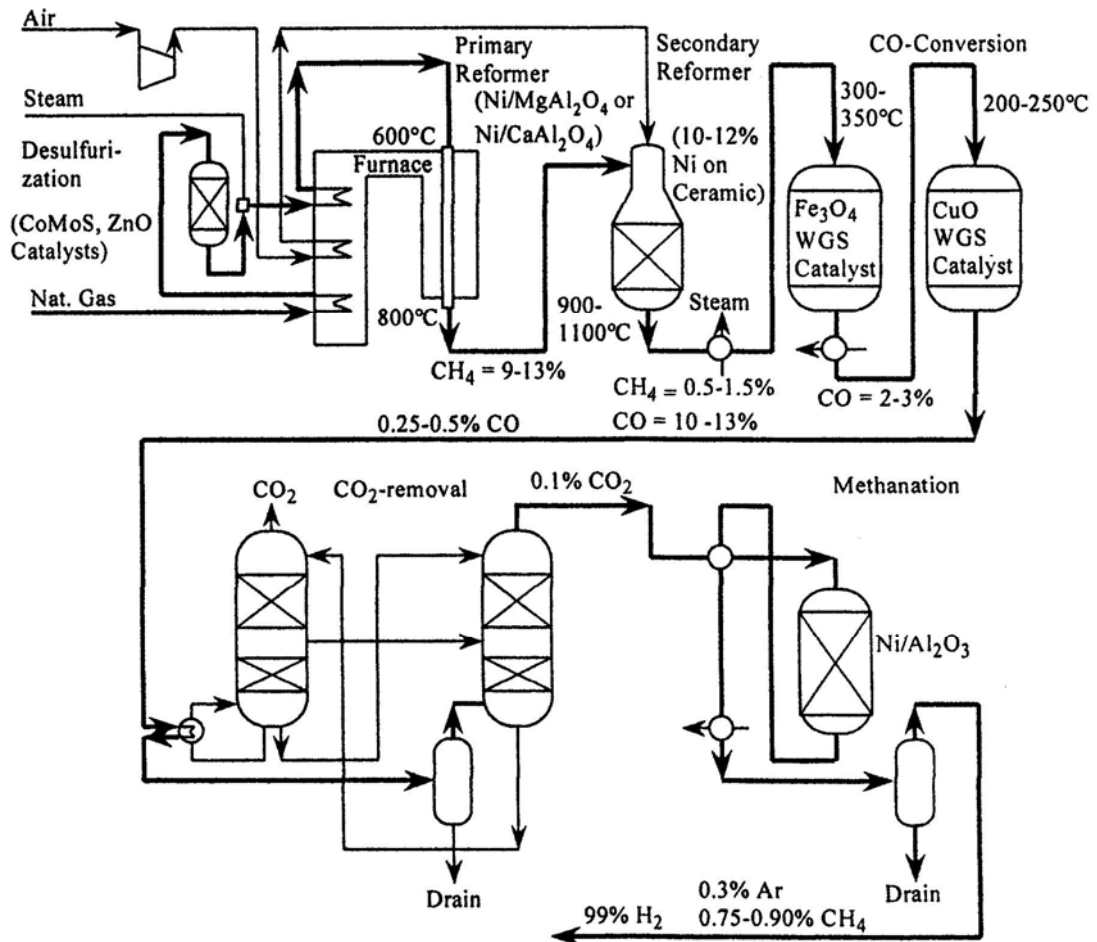 Air
Steam
Desulfuri-
zation
(CoMoS, ZnO
Catalysts)
Nat. Gas
Primary
Reformer
(Ni/MgAl₂O₄ or
Ni/CaAl₂O₄)
600°C
Furnace
800°C
CH₄ = 9-13%
Secondary
Reformer
(10-12%
Ni on
Ceramic)
900-
1100°C
Steam
CH₄ = 0.5-1.5%
CO = 10 -13%
CO-Conversion
300-
350°C
200-250°C
Fe₃O₄
WGS
Catalyst
CuO
WGS
Catalyst
CO = 2-3%
0.25-0.5% CO
CO₂
CO₂-removal
0.1% CO₂
Methanation
Ni/Al₂O₃
Drain
Drain
99% H₂
0.3% Ar
0.75-0.90% CH₄